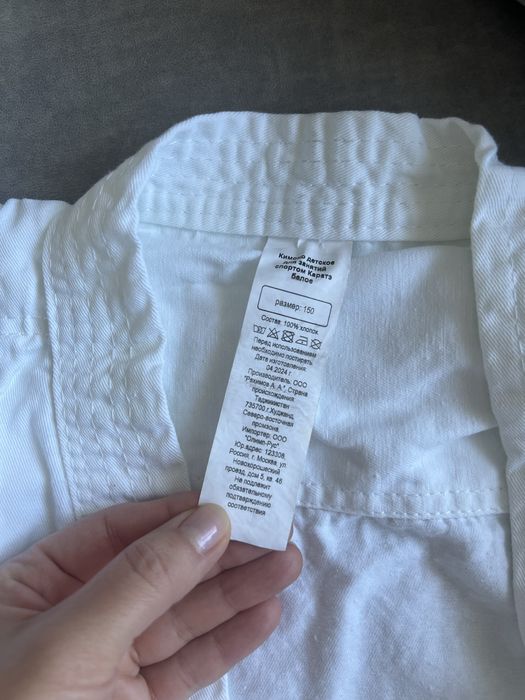 Кимоно детское
для занятий
спортом Каратэ
белое
размер: 150
Состав: 100% хлопок.
Перед использованием
необходимо постирать
Дата изготовления
04.2024 г
Производитель: ООО
"Рахимов А. А.", Страна
происхождения
Таджикистан
735700 г.Худжанд,
Северо-восточная
промзона
Импортер: ООО
"Олимп-Рус"
Юр.адрес: 123308,
Россия, г. Москва, ул
Новохорошевский
проезд, дом 5, кв. 46
Не подлежит
обязательному
подтверждению
соответствия